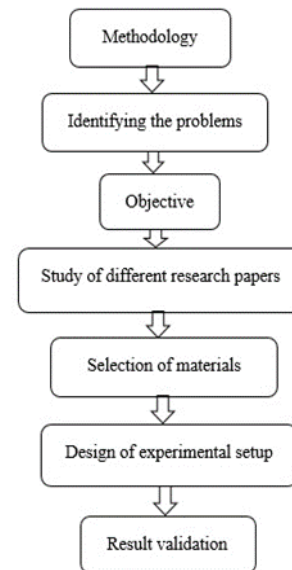 Methodology
Identifying the problems
Objective
Study of different research papers
Selection of materials
Design of experimental setup
Result validation